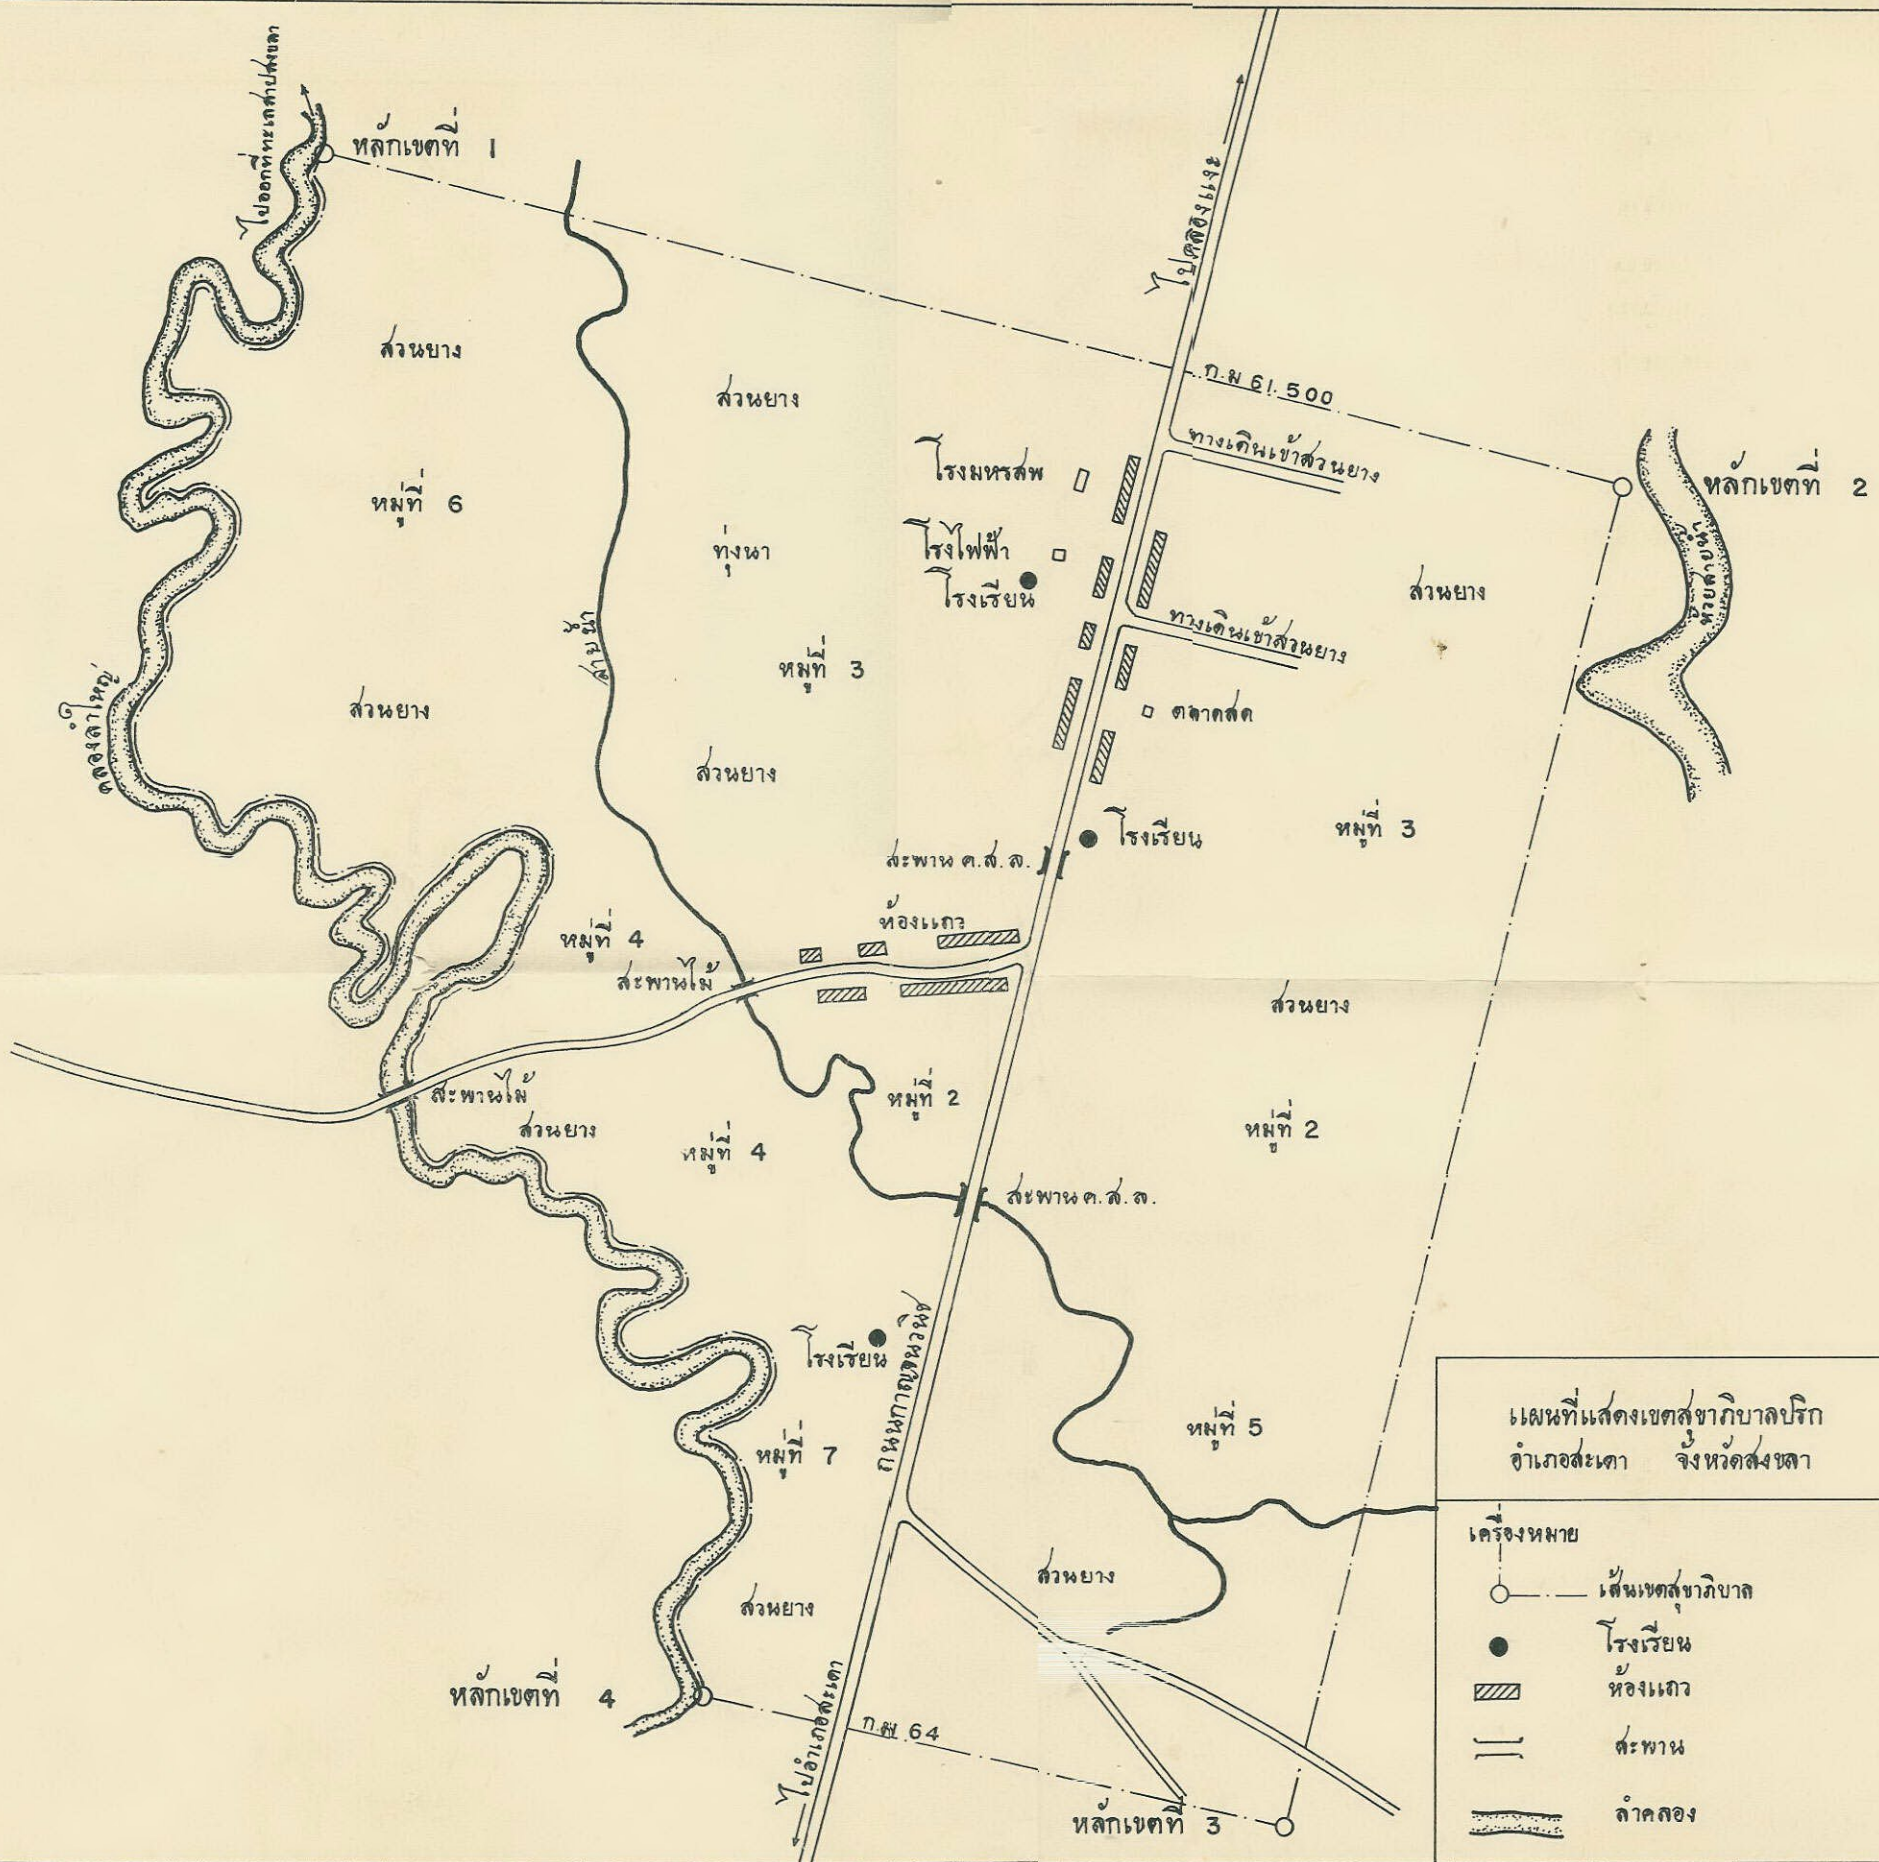 ไปออกที่ทะเลสาปสงขลา
หลักเขตที่ 1
ไปคลองแงะ
สวนยาง
ก.ม 61.500
สวนยาง
ทางเดินเข้าสวนยาง
โรงมหรสพ
หลักเขตที่ 2
หมู่ที่ 6
ทุ่งนา
โรงไฟฟ้า
โรงเรียน
สวนยาง
สายน้ำ
ทางเดินเข้าสวนยาง
หมู่ที่ 3
คลองลำใหญ่
สวนยาง
ตลาดสด
สวนยาง
โรงเรียน
หมู่ที่ 3
สะพาน ค.ส.ล.
ห้องแถว
หมู่ที่ 4
สะพานไม้
สวนยาง
สะพานไม้
หมู่ที่ 2
สวนยาง
หมู่ที่ 2
หมู่ที่ 4
สะพาน ค.ส.ล.
โรงเรียน
ถนนกาญจนวนิช
หมู่ที่ 7
หมู่ที่ 5
สวนยาง
สวนยาง
หลักเขตที่ 4
ไปอำเภอสะเดา
ก.ม 64
หลักเขตที่ 3
แผนที่แสดงเขตสุขาภิบาลปริก
อำเภอสะเดา จังหวัดสงขลา
เครื่องหมาย
เส้นเขตสุขาภิบาล
โรงเรียน
ห้องแถว
สะพาน
ลำคลอง